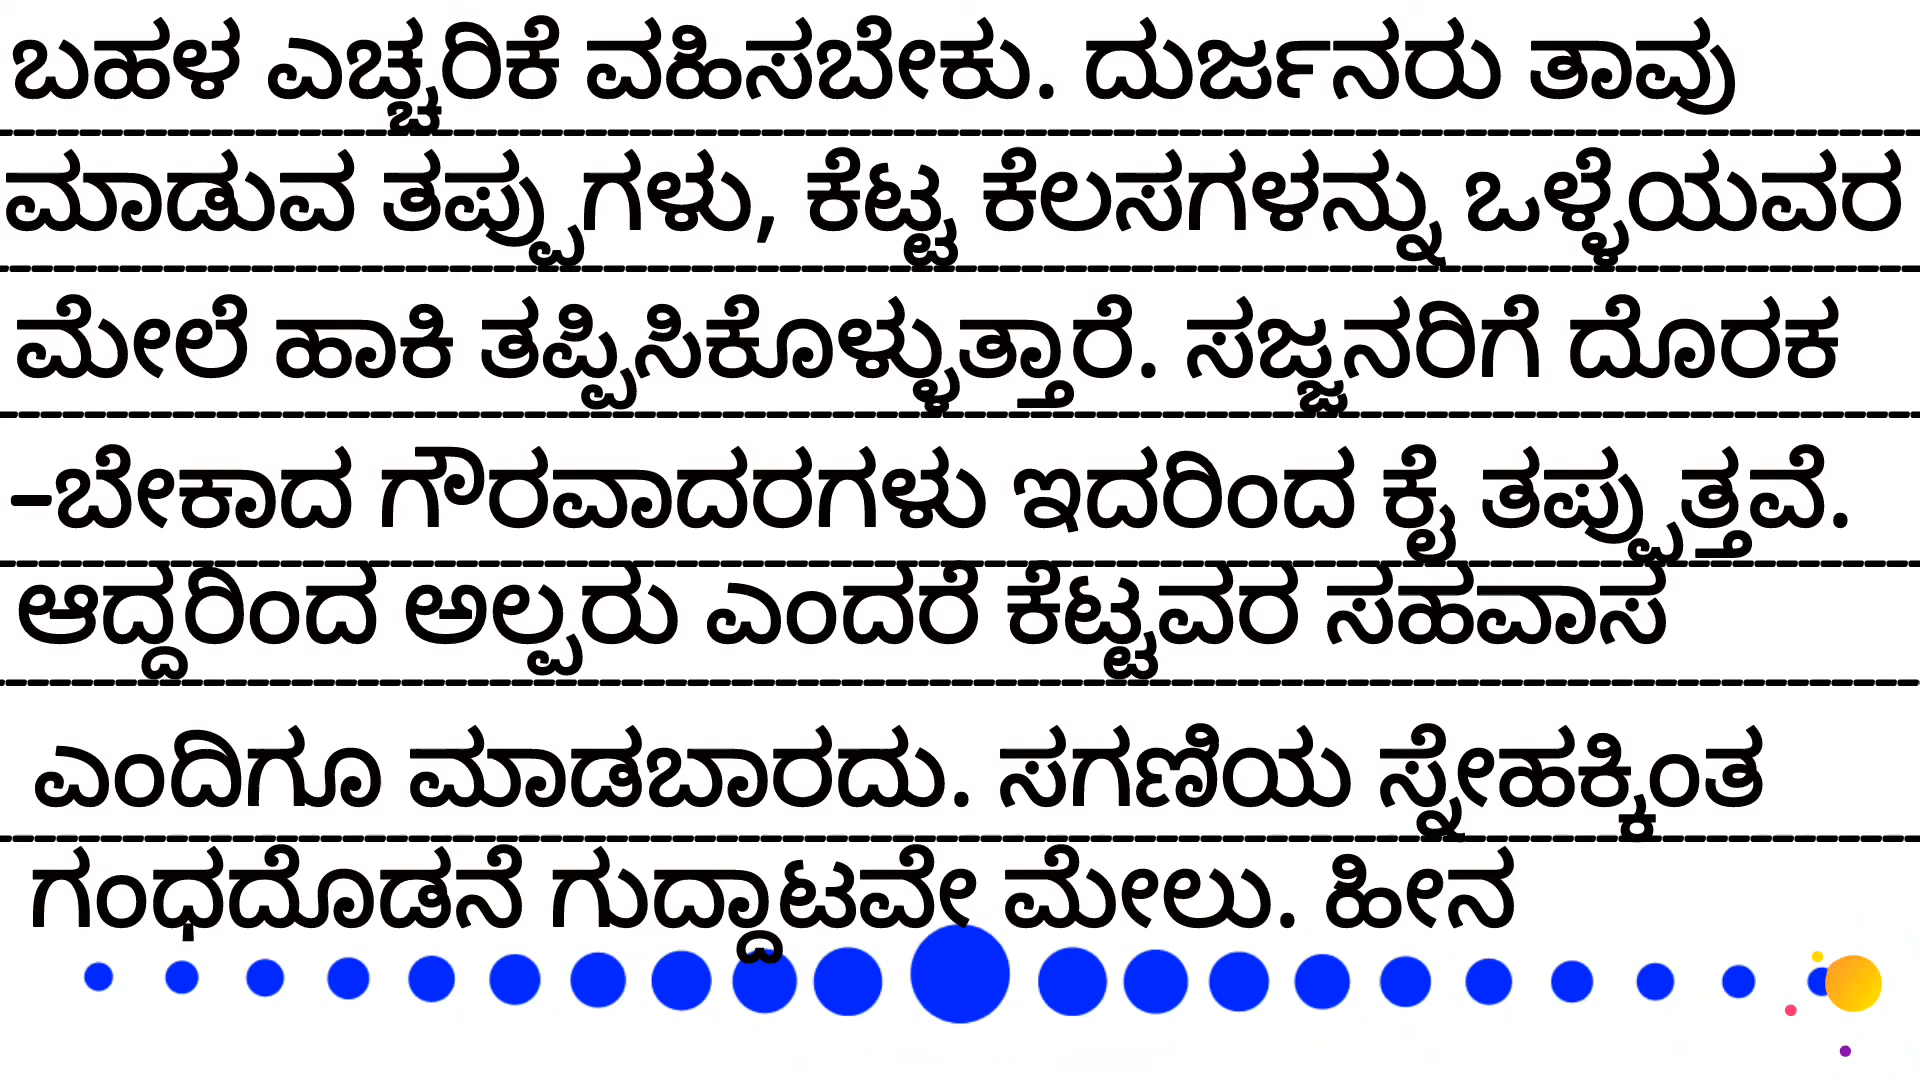 ಬಹಳ ಎಚ್ಚರಿಕೆ ವಹಿಸಬೇಕು. ದುರ್ಜನರು ತಾವು
ಮಾಡುವ ತಪ್ಪುಗಳು, ಕೆಟ್ಟ ಕೆಲಸಗಳನ್ನು ಒಳ್ಳೆಯವರ
ಮೇಲೆ ಹಾಕಿ ತಪ್ಪಿಸಿಕೊಳ್ಳುತ್ತಾರೆ. ಸಜ್ಜನರಿಗೆ ದೊರಕ
-ಬೇಕಾದ ಗೌರವಾದರಗಳು ಇದರಿಂದ ಕೈ ತಪ್ಪುತ್ತವೆ.
ಆದ್ದರಿಂದ ಅಲ್ಪರು ಎಂದರೆ ಕೆಟ್ಟವರ ಸಹವಾಸ
ಎಂದಿಗೂ ಮಾಡಬಾರದು. ಸಗಣಿಯ ಸ್ನೇಹಕ್ಕಿಂತ
ಗಂಧದೊಡನೆ ಗುದ್ದಾಟವೇ ಮೇಲು. ಹೀನ